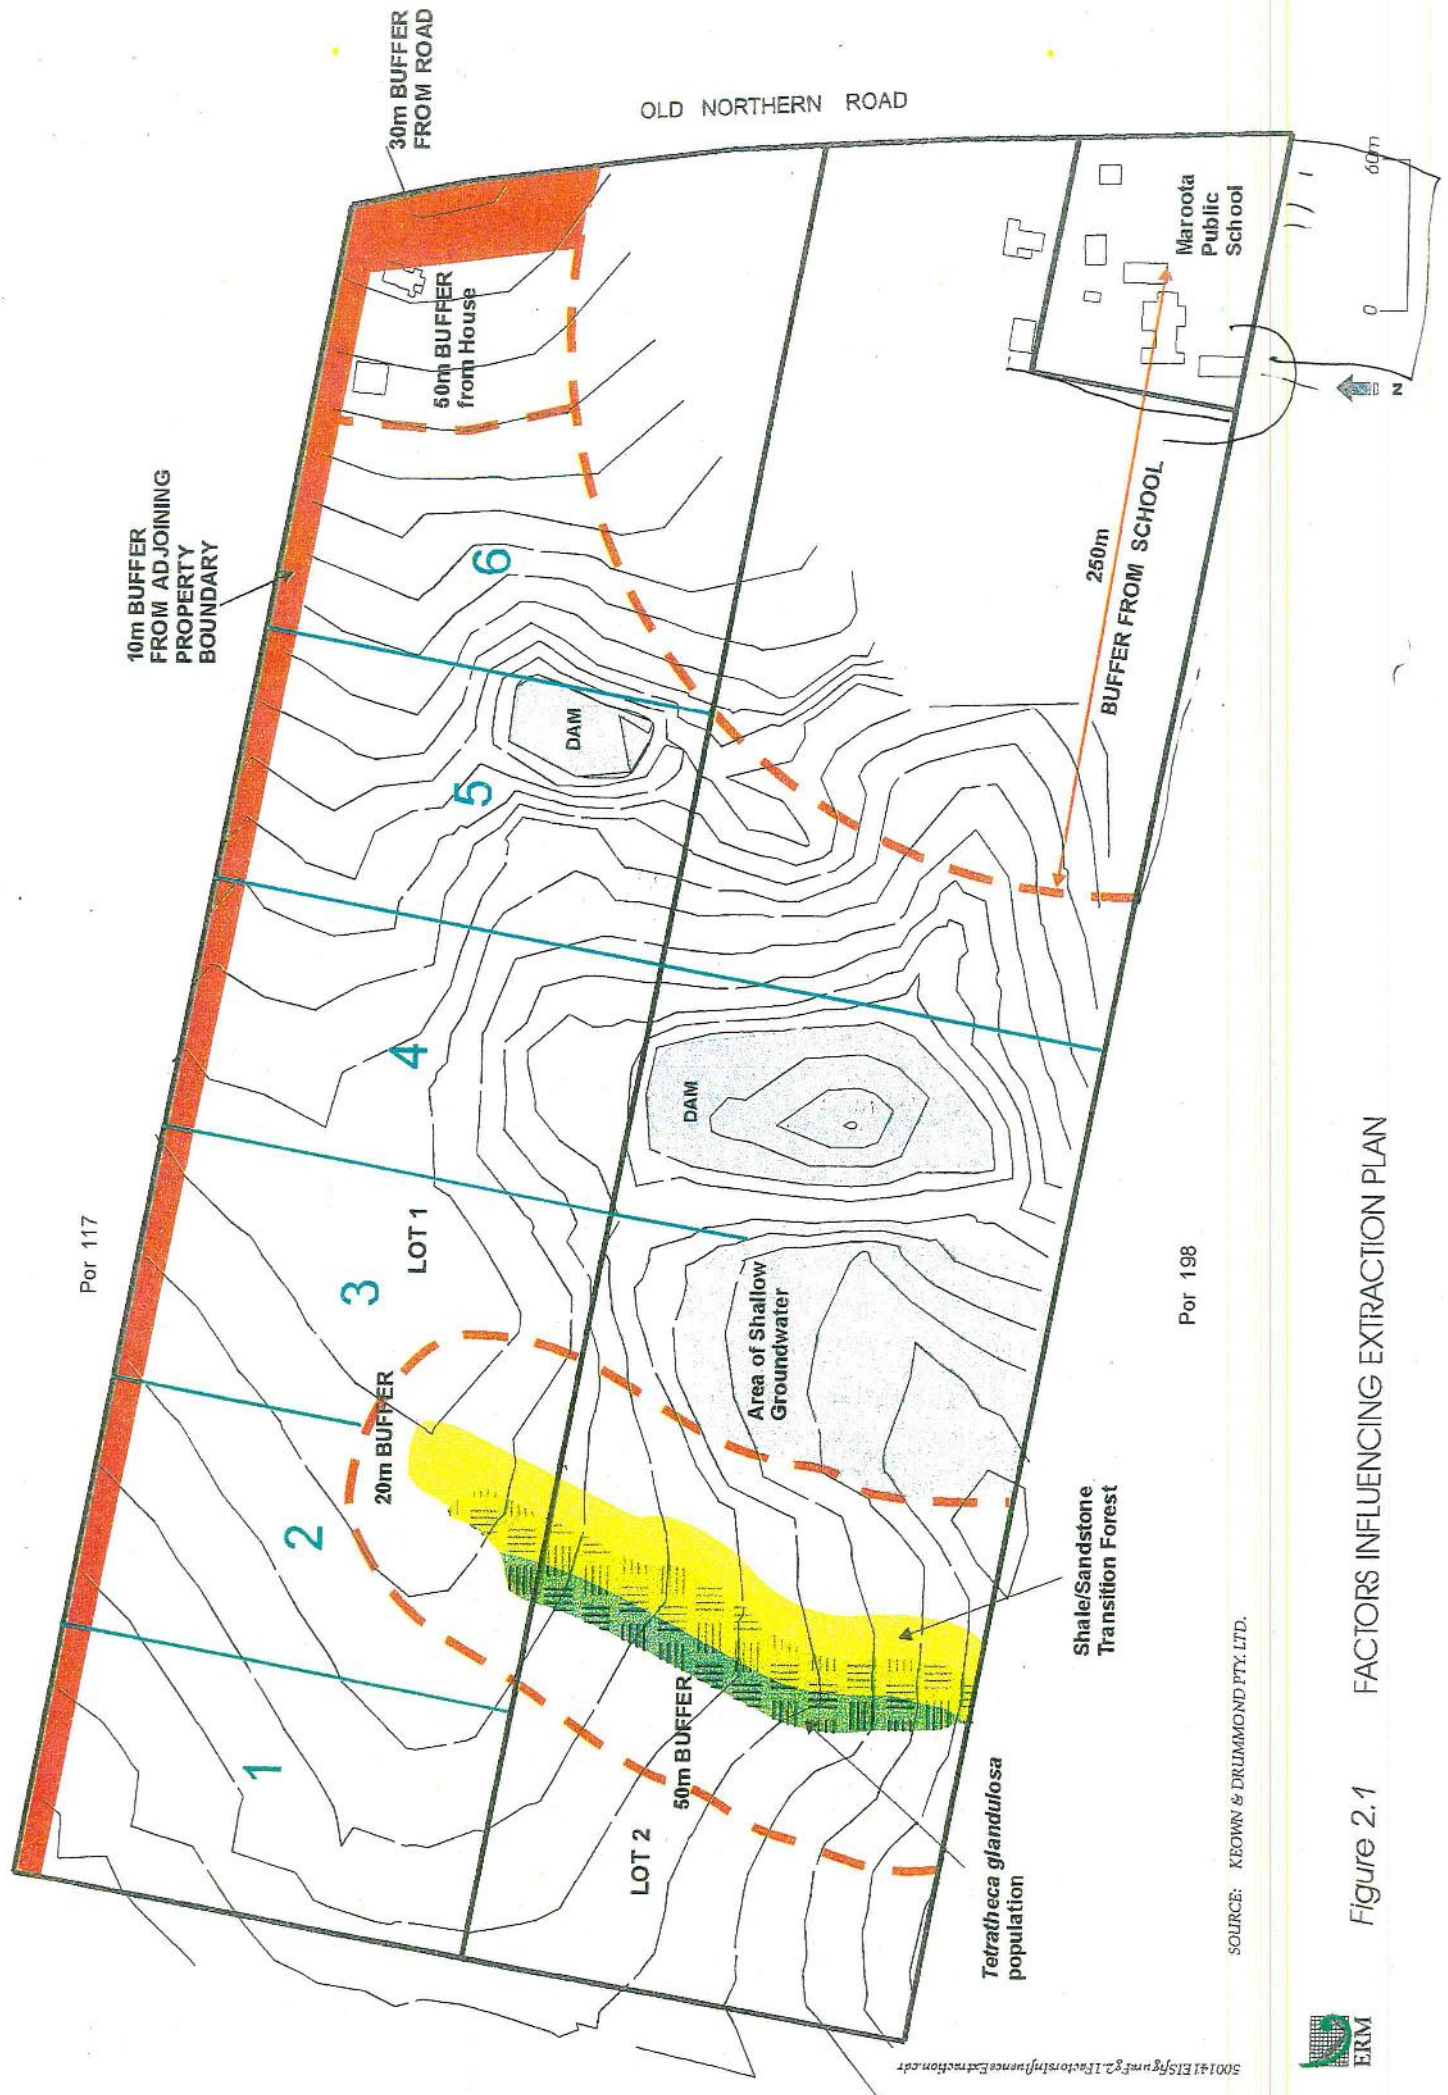 Por 117
10m BUFFER
FROM ADJOINING
PROPERTY
BOUNDARY
30m BUFFER
FROM ROAD
OLD NORTHERN ROAD
50m BUFFER
from House
1
2
3
4
5
6
20m BUFFER
LOT 1
DAM
DAM
Area of Shallow
Groundwater
50m BUFFER
LOT 2
250m
BUFFER FROM SCHOOL
Maroota
Public
School
Tetratheca glandulosa
population
Shale/Sandstone
Transition Forest
Por 198
N
0
60m
SOURCE: KEOWN & DRUMMOND PTY. LTD.
ERM
Figure 2.1 FACTORS INFLUENCING EXTRACTION PLAN